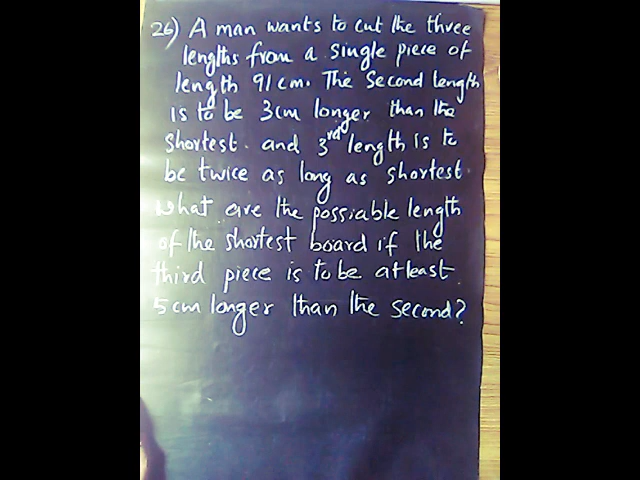 26) A man wants to cut the three
lengths from a single piece of
length 91cm. The Second length
is to be 3cm longer than the
shortest. and 3rd length is to
be twice as long as shortest.
what are the possiable length
of the shortest board if the
third piece is to be atleast
5cm longer than the second?